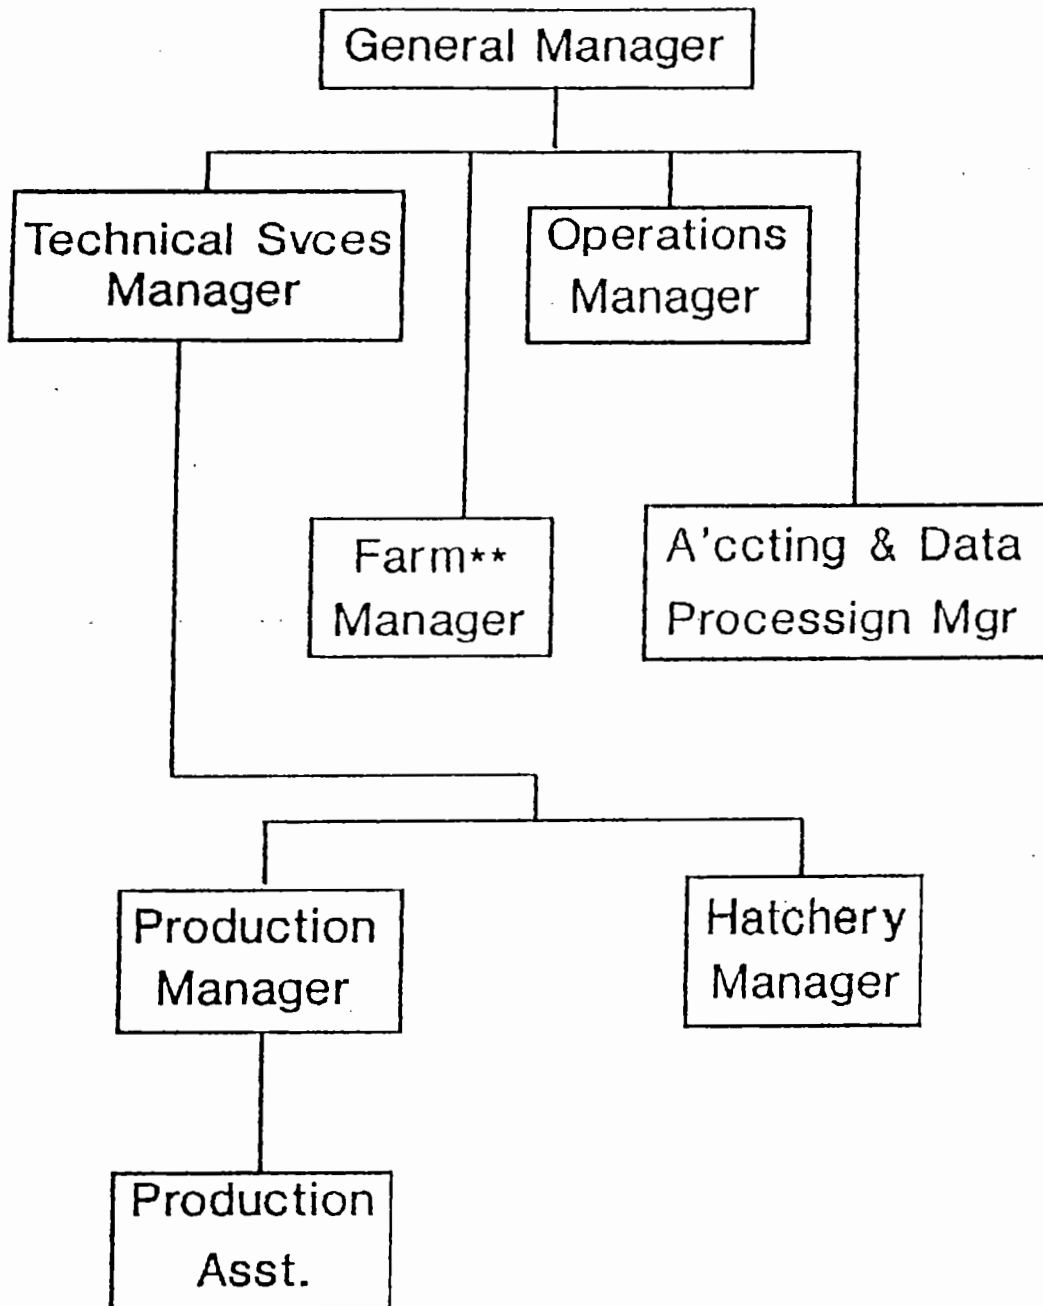 General Manager
Technical Svces
Manager
Operations
Manager
Farm**
Manager
A'ccting & Data
Processign Mgr
Production
Manager
Hatchery
Manager
Production
Asst.